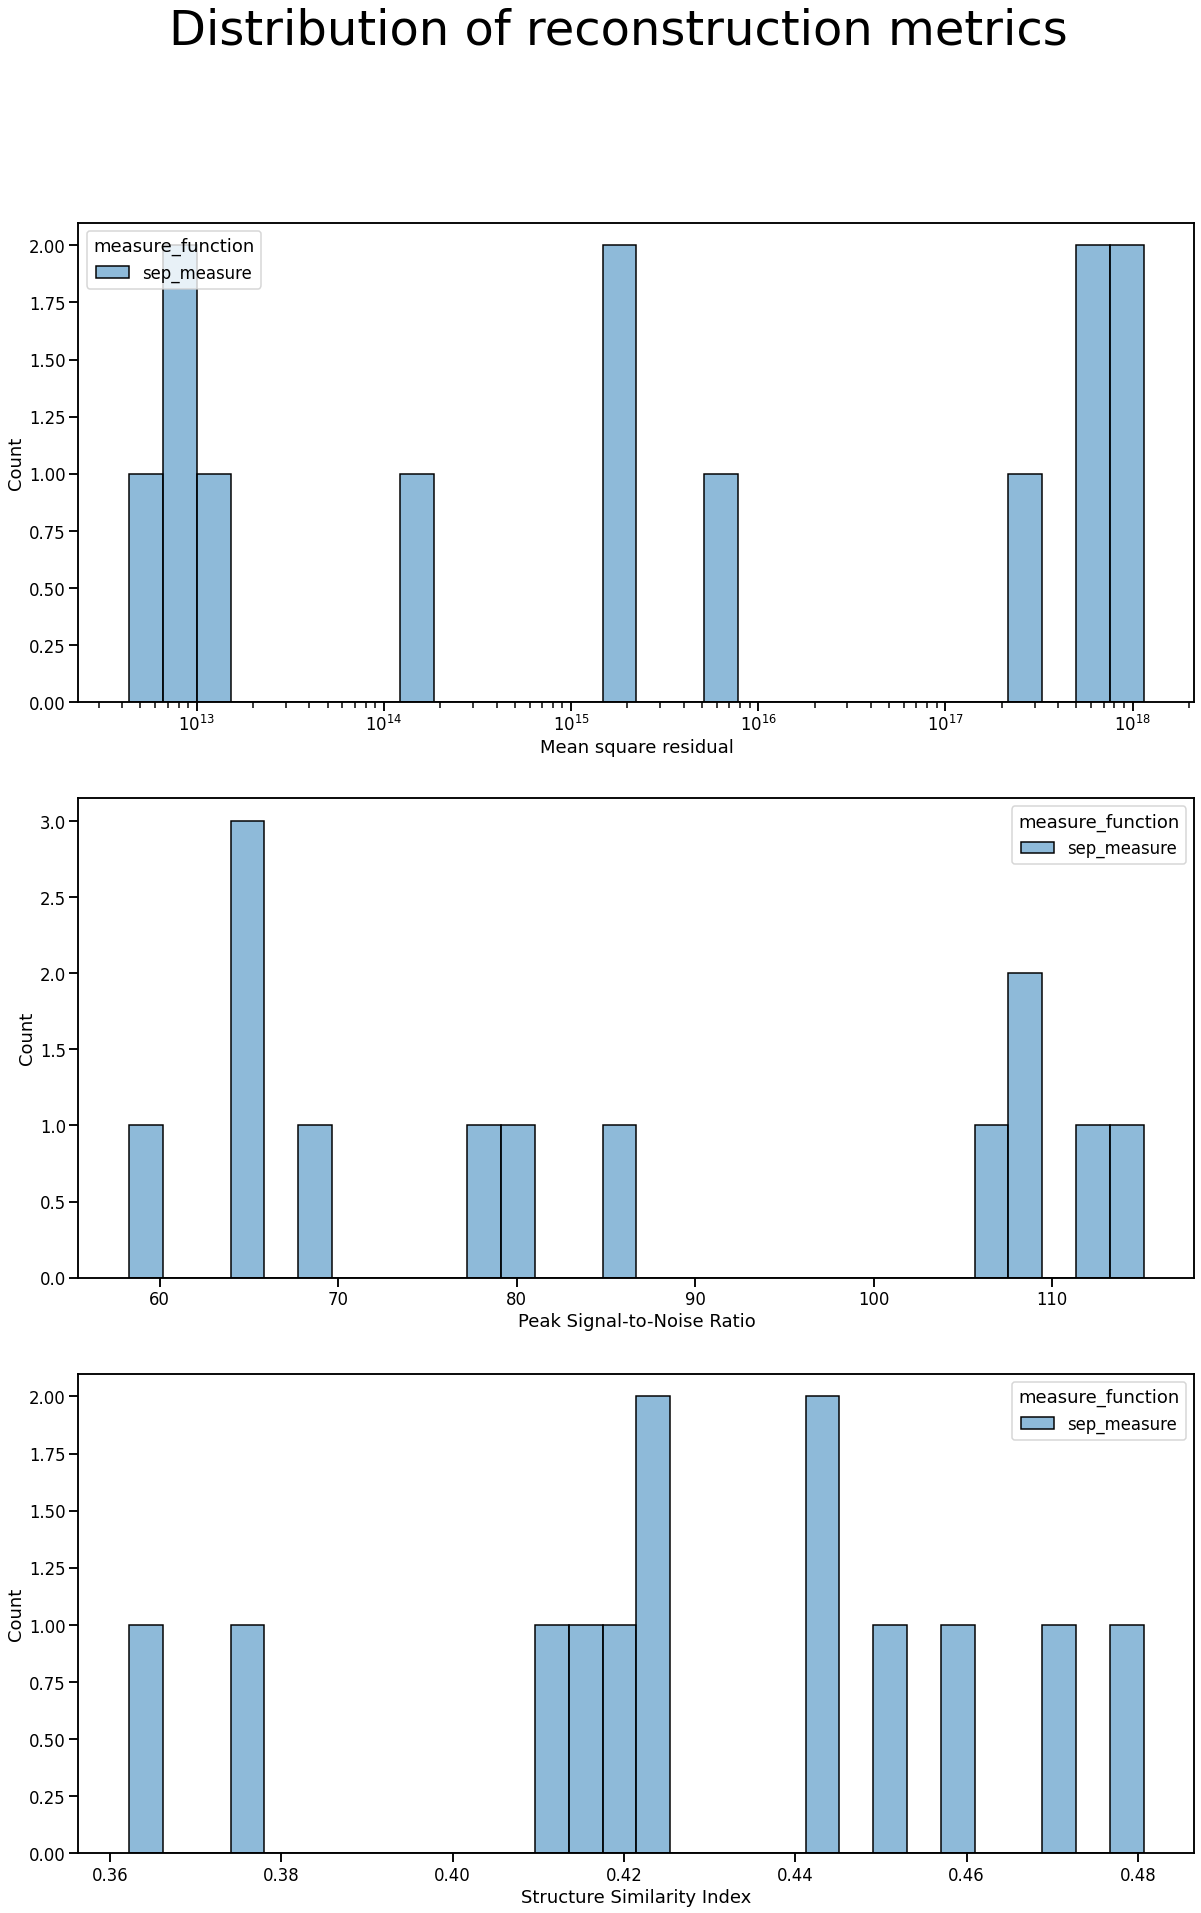 Distribution of reconstruction metrics
measure_function
sep_measure
2.00
1.75
1.50
1.25
1.00
0.75
0.50
0.25
0.00
Count
10^13 10^14 10^15 10^16 10^17 10^18
Mean square residual
measure_function
sep_measure
3.0
2.5
2.0
1.5
1.0
0.5
0.0
Count
60 70 80 90 100 110
Peak Signal-to-Noise Ratio
measure_function
sep_measure
2.00
1.75
1.50
1.25
1.00
0.75
0.50
0.25
0.00
Count
0.36 0.38 0.40 0.42 0.44 0.46 0.48
Structure Similarity Index